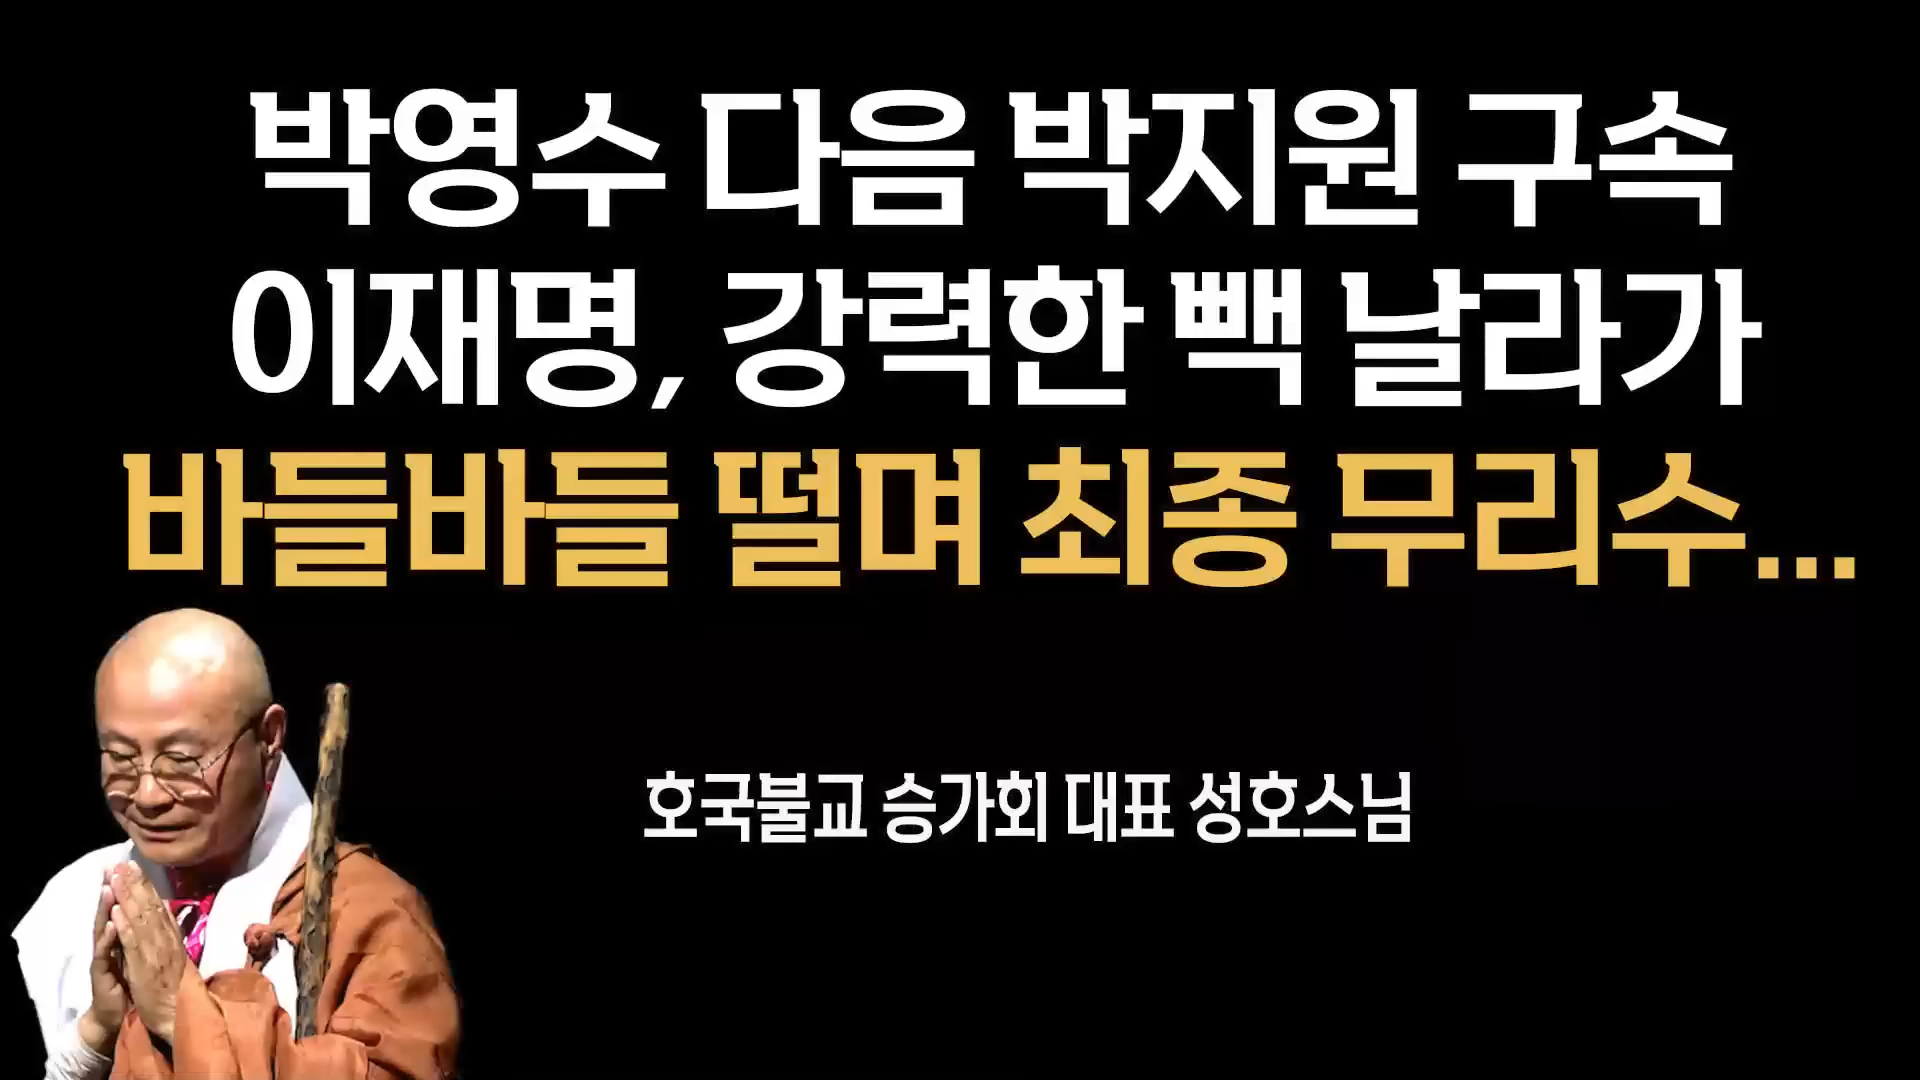 박영수 다음 박지원 구속
이재명, 강력한 빽 날라가
바들바들 떨며 최종 무리수...
호국불교 승가회 대표 성호스님